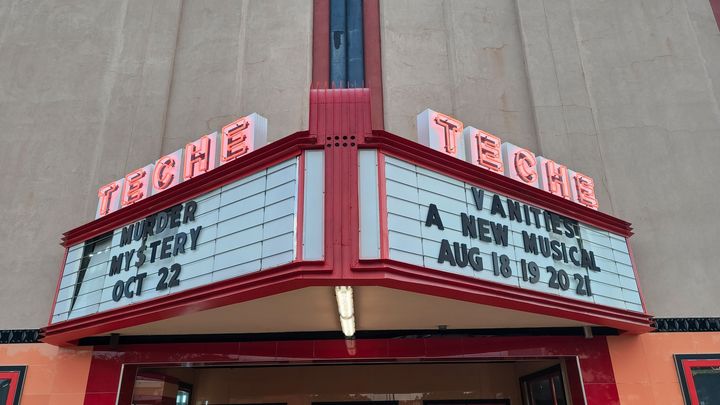 TECHE
MURDER
MYSTERY
OCT 22
TECHE
VANITIES!
A NEW MUSICAL
AUG 18 19 20 21